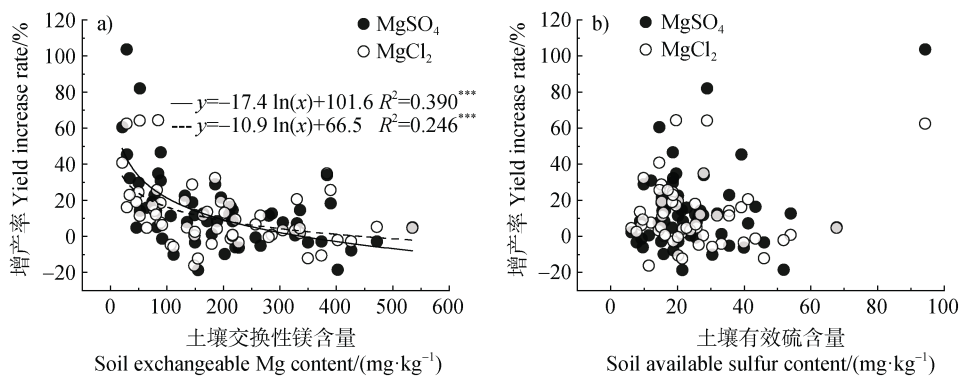 a)
MgSO₄
MgCl₂
y=−17.4 ln(x)+101.6 R²=0.390***
y=−10.9 ln(x)+66.5 R²=0.246***
增产率 Yield increase rate/%
120
100
80
60
40
20
0
−20
0 100 200 300 400 500 600
土壤交换性镁含量
Soil exchangeable Mg content/(mg·kg⁻¹)
b)
MgSO₄
MgCl₂
增产率 Yield increase rate/%
120
100
80
60
40
20
0
−20
0 20 40 60 80 100
土壤有效硫含量
Soil available sulfur content/(mg·kg⁻¹)